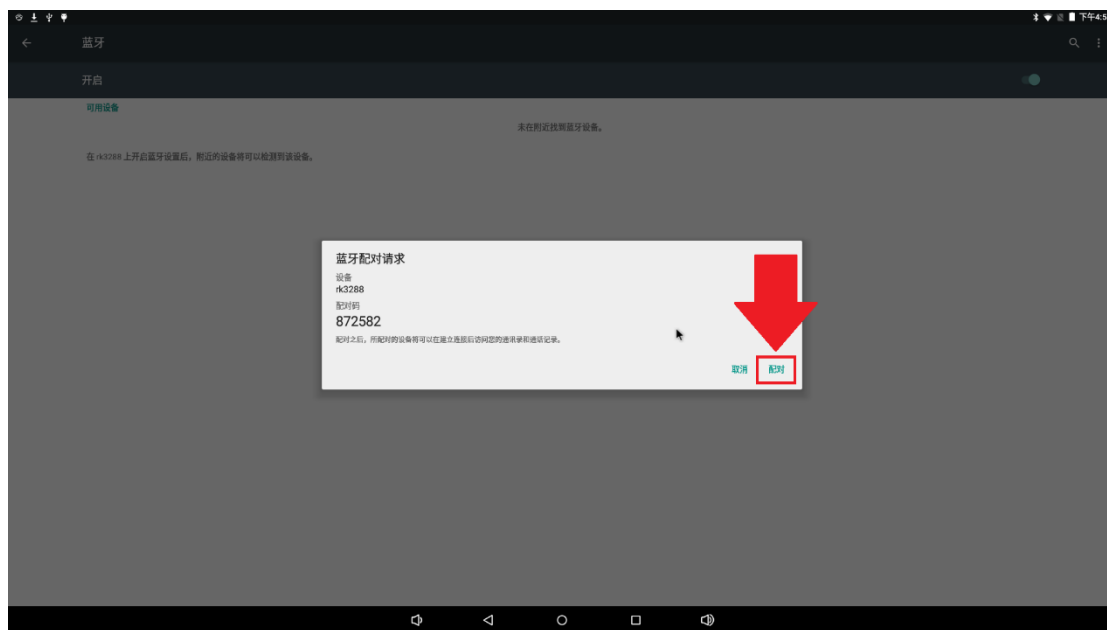 下午4:5
蓝牙
开启
可用设备
未在附近找到蓝牙设备。
在 rk3288 上开启蓝牙设置后，附近的设备将可以检测到该设备。
蓝牙配对请求
设备
rk3288
配对码
872582
配对之后，所配对的设备将可以在建立连接后访问您的通讯录和通话记录。
取消 配对